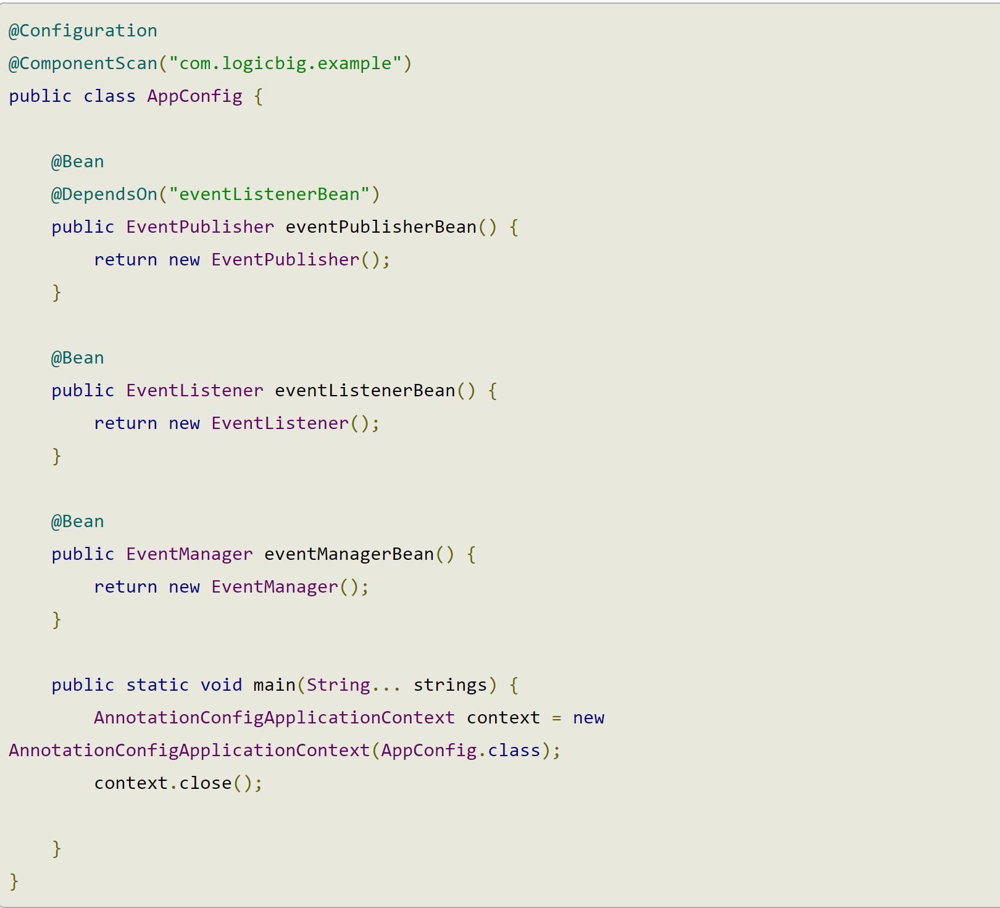 @Configuration
@ComponentScan("com.logicbig.example")
public class AppConfig {
    @Bean
    @DependsOn("eventListenerBean")
    public EventPublisher eventPublisherBean() {
        return new EventPublisher();
    }
    @Bean
    public EventListener eventListenerBean() {
        return new EventListener();
    }
    @Bean
    public EventManager eventManagerBean() {
        return new EventManager();
    }
    public static void main(String... strings) {
        AnnotationConfigApplicationContext context = new
AnnotationConfigApplicationContext(AppConfig.class);
        context.close();
    }
}